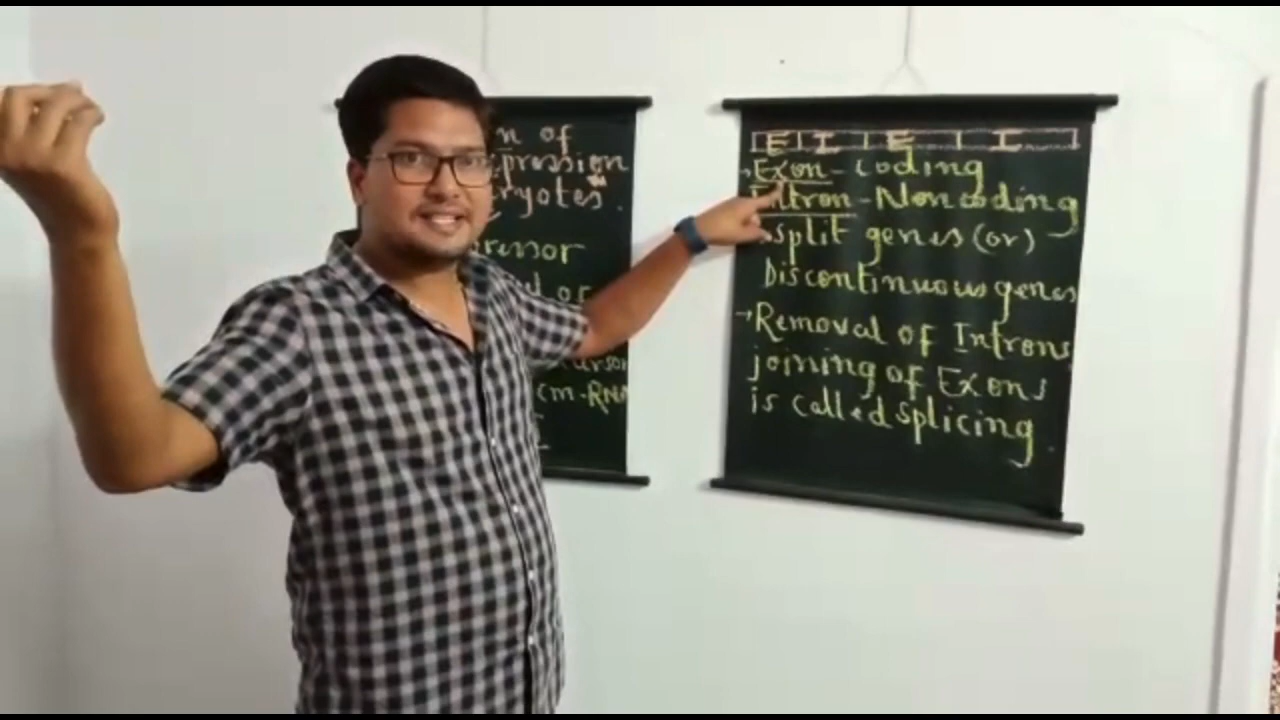 n of
pression
ryotes.
ressor
of
m-RNA
E I E I
→Exon - coding
Intron - Noncoding
split genes (or)
Discontinuous genes
→Removal of Introns
joining of Exons
is called splicing.